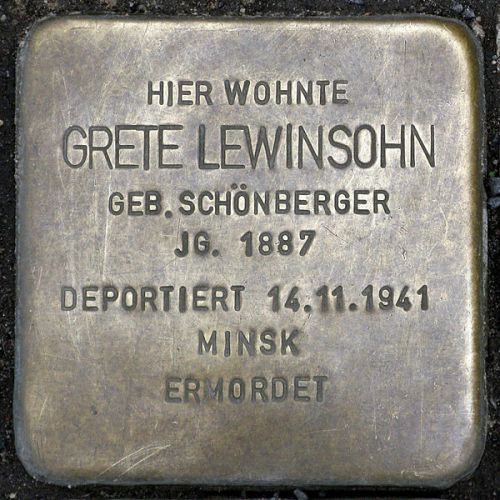 HIER WOHNTE
GRETE LEWINSOHN
GEB. SCHÖNBERGER
JG. 1887
DEPORTIERT 14.11.1941
MINSK
ERMORDET